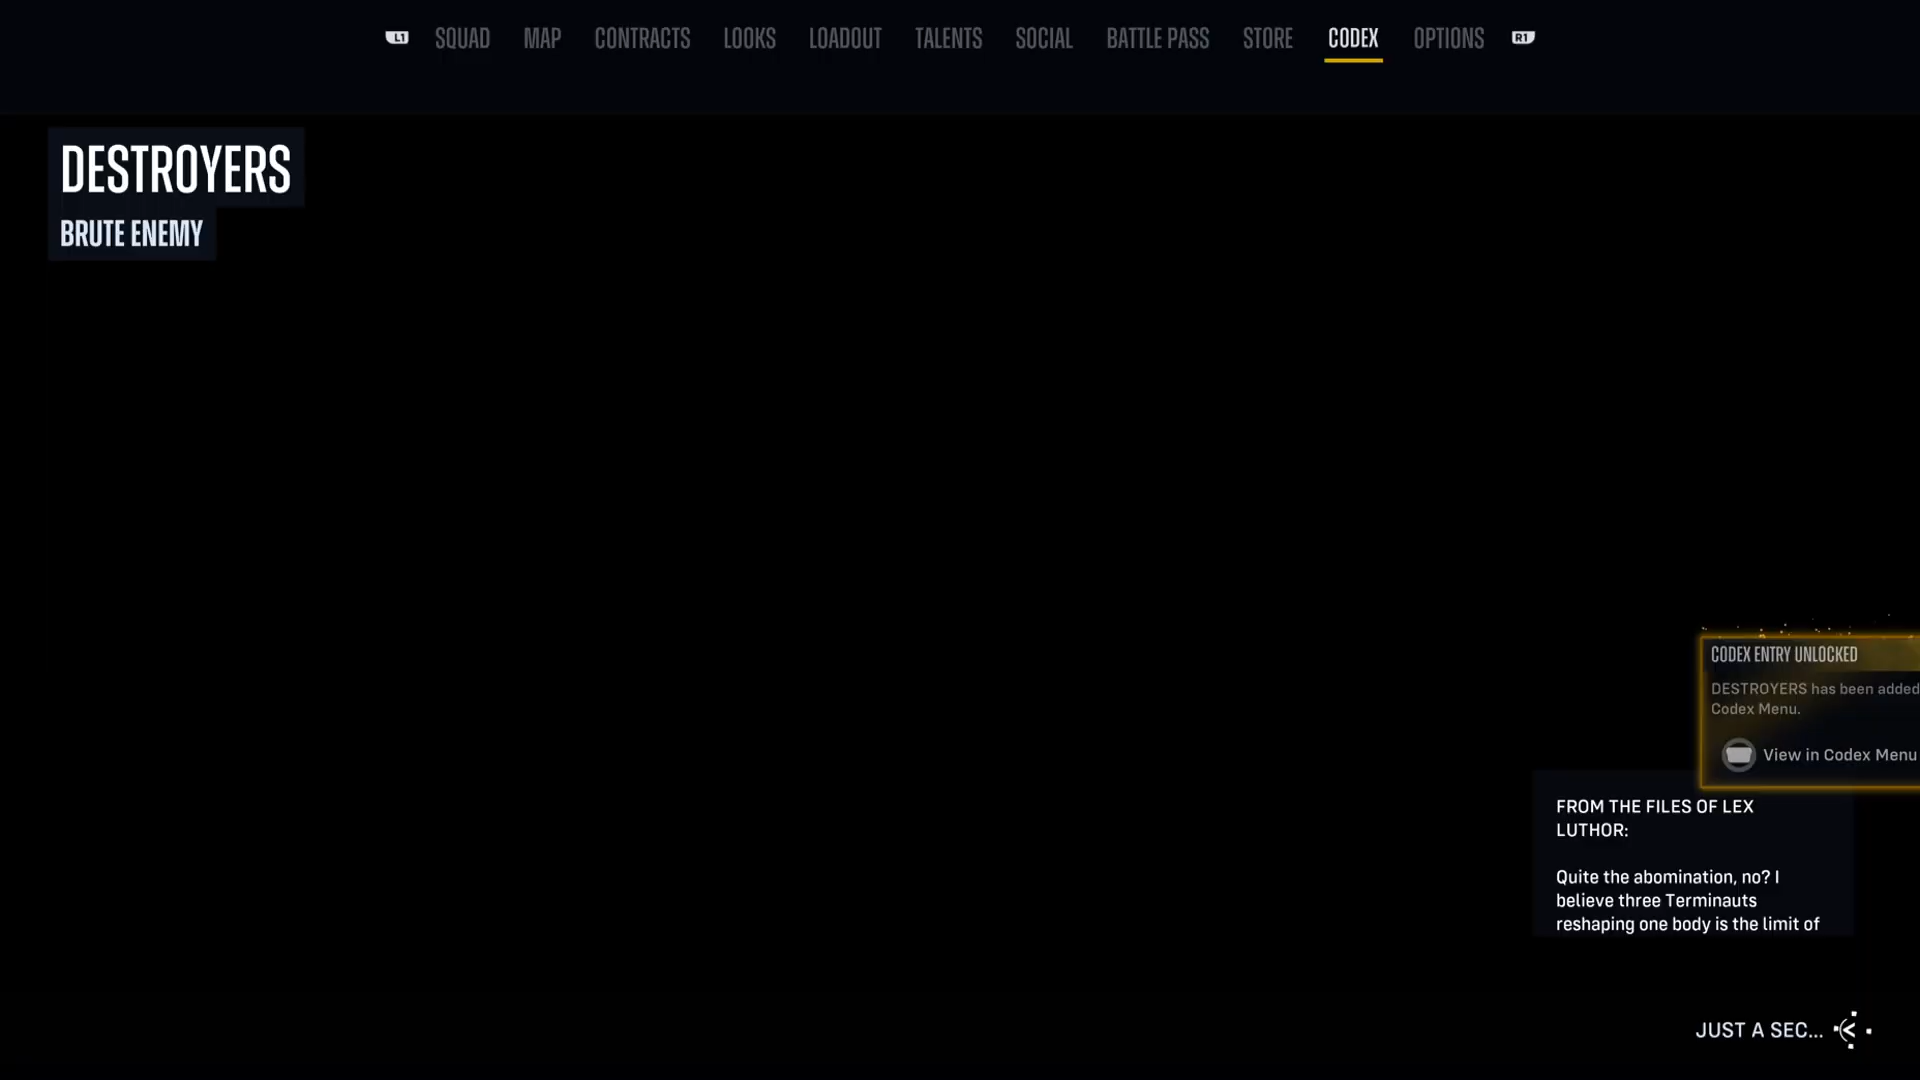 L1 SQUAD MAP CONTRACTS LOOKS LOADOUT TALENTS SOCIAL BATTLE PASS STORE CODEX OPTIONS R1
DESTROYERS
BRUTE ENEMY
CODEX ENTRY UNLOCKED
DESTROYERS has been added
Codex Menu.
View in Codex Menu
FROM THE FILES OF LEX
LUTHOR:
Quite the abomination, no? I
believe three Terminauts
reshaping one body is the limit of
JUST A SEC...